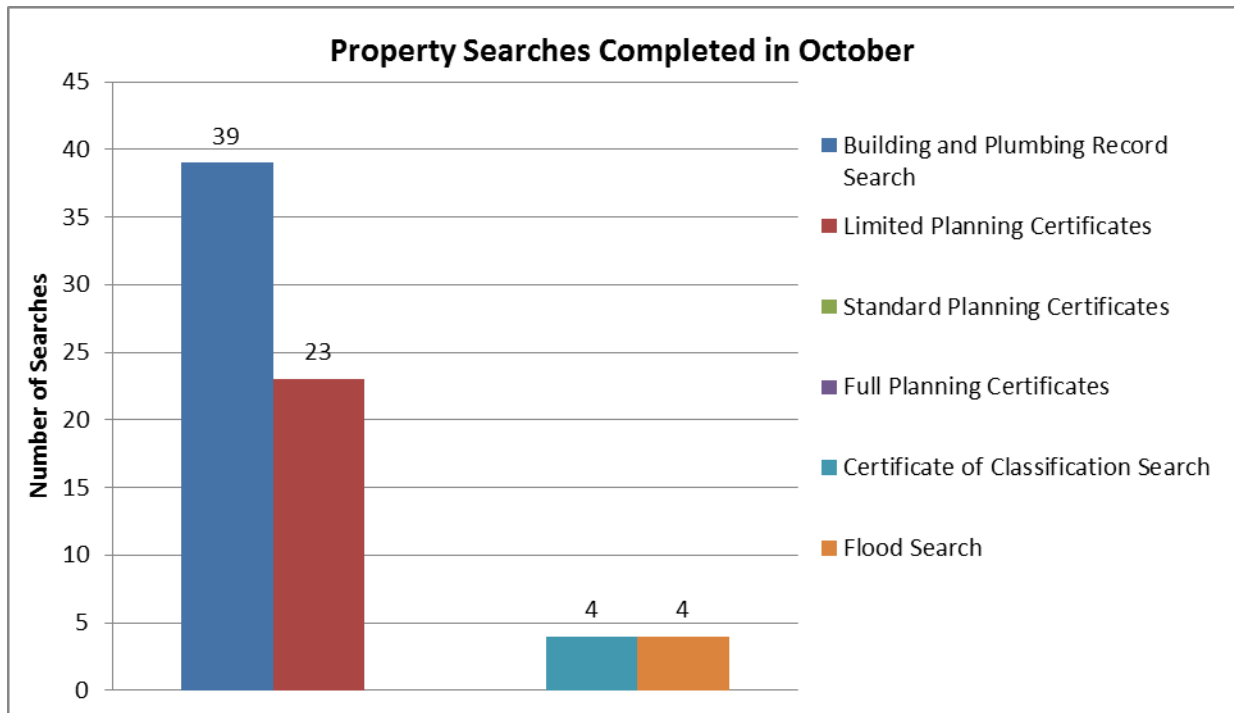 Property Searches Completed in October
Number of Searches
45
40
35
30
25
20
15
10
5
0
39
23
4
4
Building and Plumbing Record
Search
Limited Planning Certificates
Standard Planning Certificates
Full Planning Certificates
Certificate of Classification Search
Flood Search